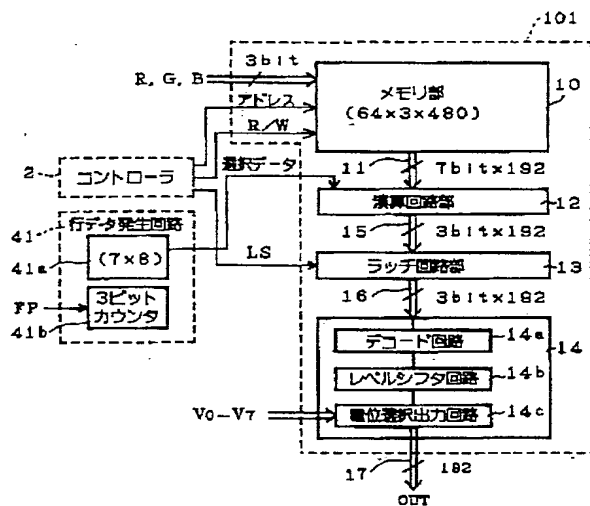 101
3bit
R, G, B
メモリ部
(64×3×480)
10
アドレス
R/W
2
コントローラ
選択データ
11
7bit×192
演算回路部
12
41
行データ発生回路
15
3bit×192
41a
(7×8)
LS
ラッチ回路部
13
16
3bit×192
FP
3ビット
カウンタ
41b
デコード回路
14a
14
レベルシフタ回路
14b
V0-V7
電位選択出力回路
14c
17
192
OUT